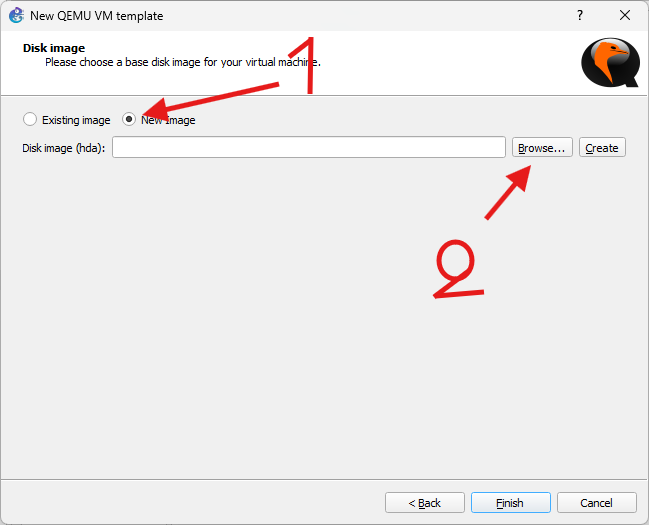 New QEMU VM template
Disk image
Please choose a base disk image for your virtual machine.
1
Existing image New Image
Disk image (hda): Browse... Create
2
< Back Finish Cancel